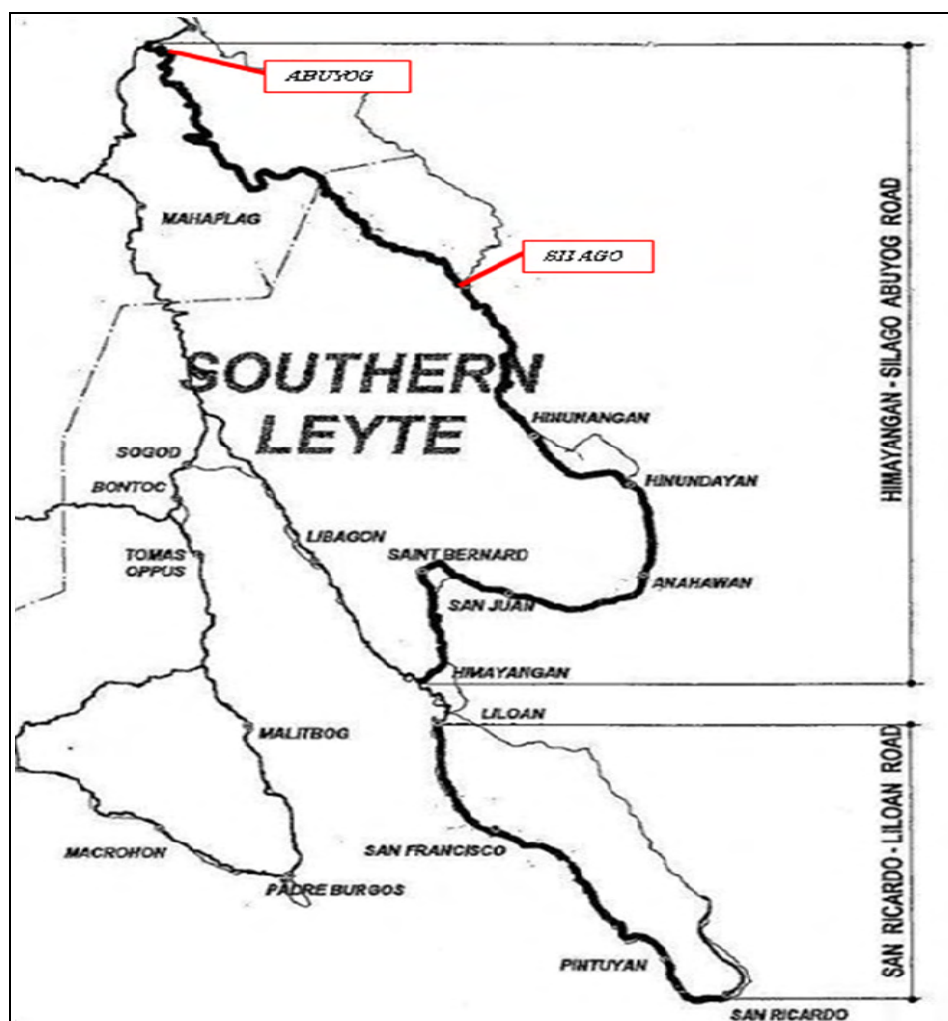 ABUYOG
MAHAPLAG
SILAGO
SOUTHERN
LEYTE
HINUNANGAN
SOGOD
HINUNDAYAN
BONTOC
LIBAGON
TOMAS
OPPUS
SAINT BERNARD
ANAHAWAN
SAN JUAN
HIMAYANGAN
LILOAN
MALITBOG
SAN FRANCISCO
MACROHON
PADRE BURGOS
PINTUYAN
SAN RICARDO
HIMAYANGAN - SILAGO ABUYOG ROAD
SAN RICARDO - LILOAN ROAD